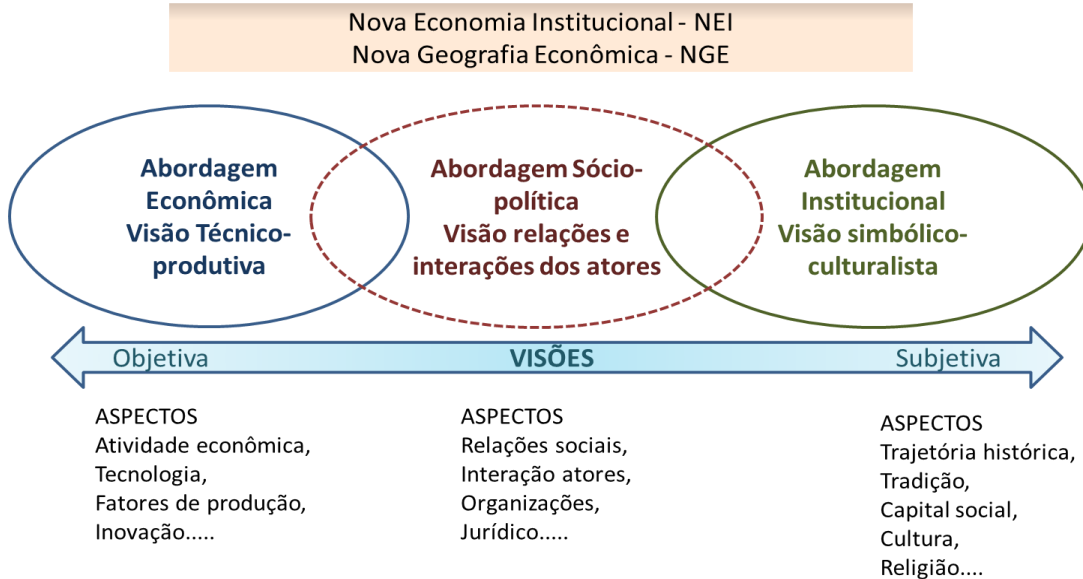 Nova Economia Institucional - NEI
Nova Geografia Econômica - NGE
Abordagem
Econômica
Visão Técnico-
produtiva
Abordagem Sócio-
política
Visão relações e
interações dos atores
Abordagem
Institucional
Visão simbólico-
culturalista
Objetiva
VISÕES
Subjetiva
ASPECTOS
Atividade econômica,
Tecnologia,
Fatores de produção,
Inovação.....
ASPECTOS
Relações sociais,
Interação atores,
Organizações,
Jurídico.....
ASPECTOS
Trajetória histórica,
Tradição,
Capital social,
Cultura,
Religião....